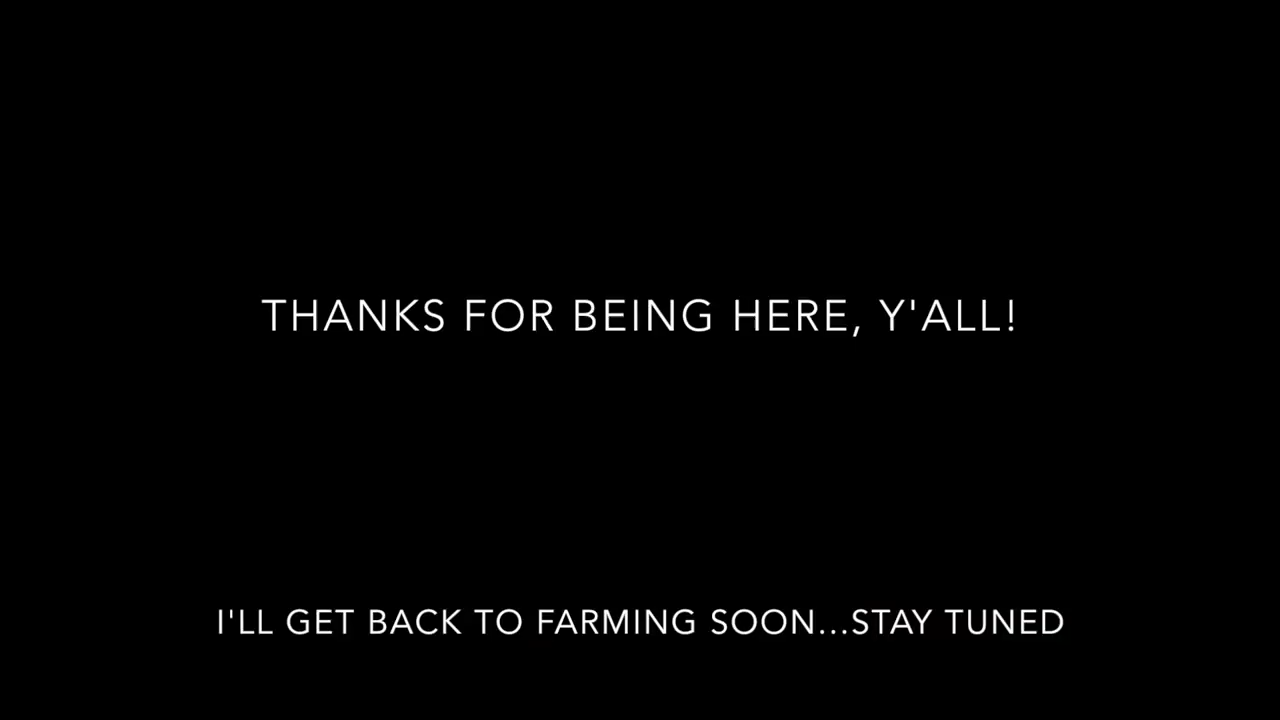 THANKS FOR BEING HERE, Y'ALL!
I'LL GET BACK TO FARMING SOON...STAY TUNED